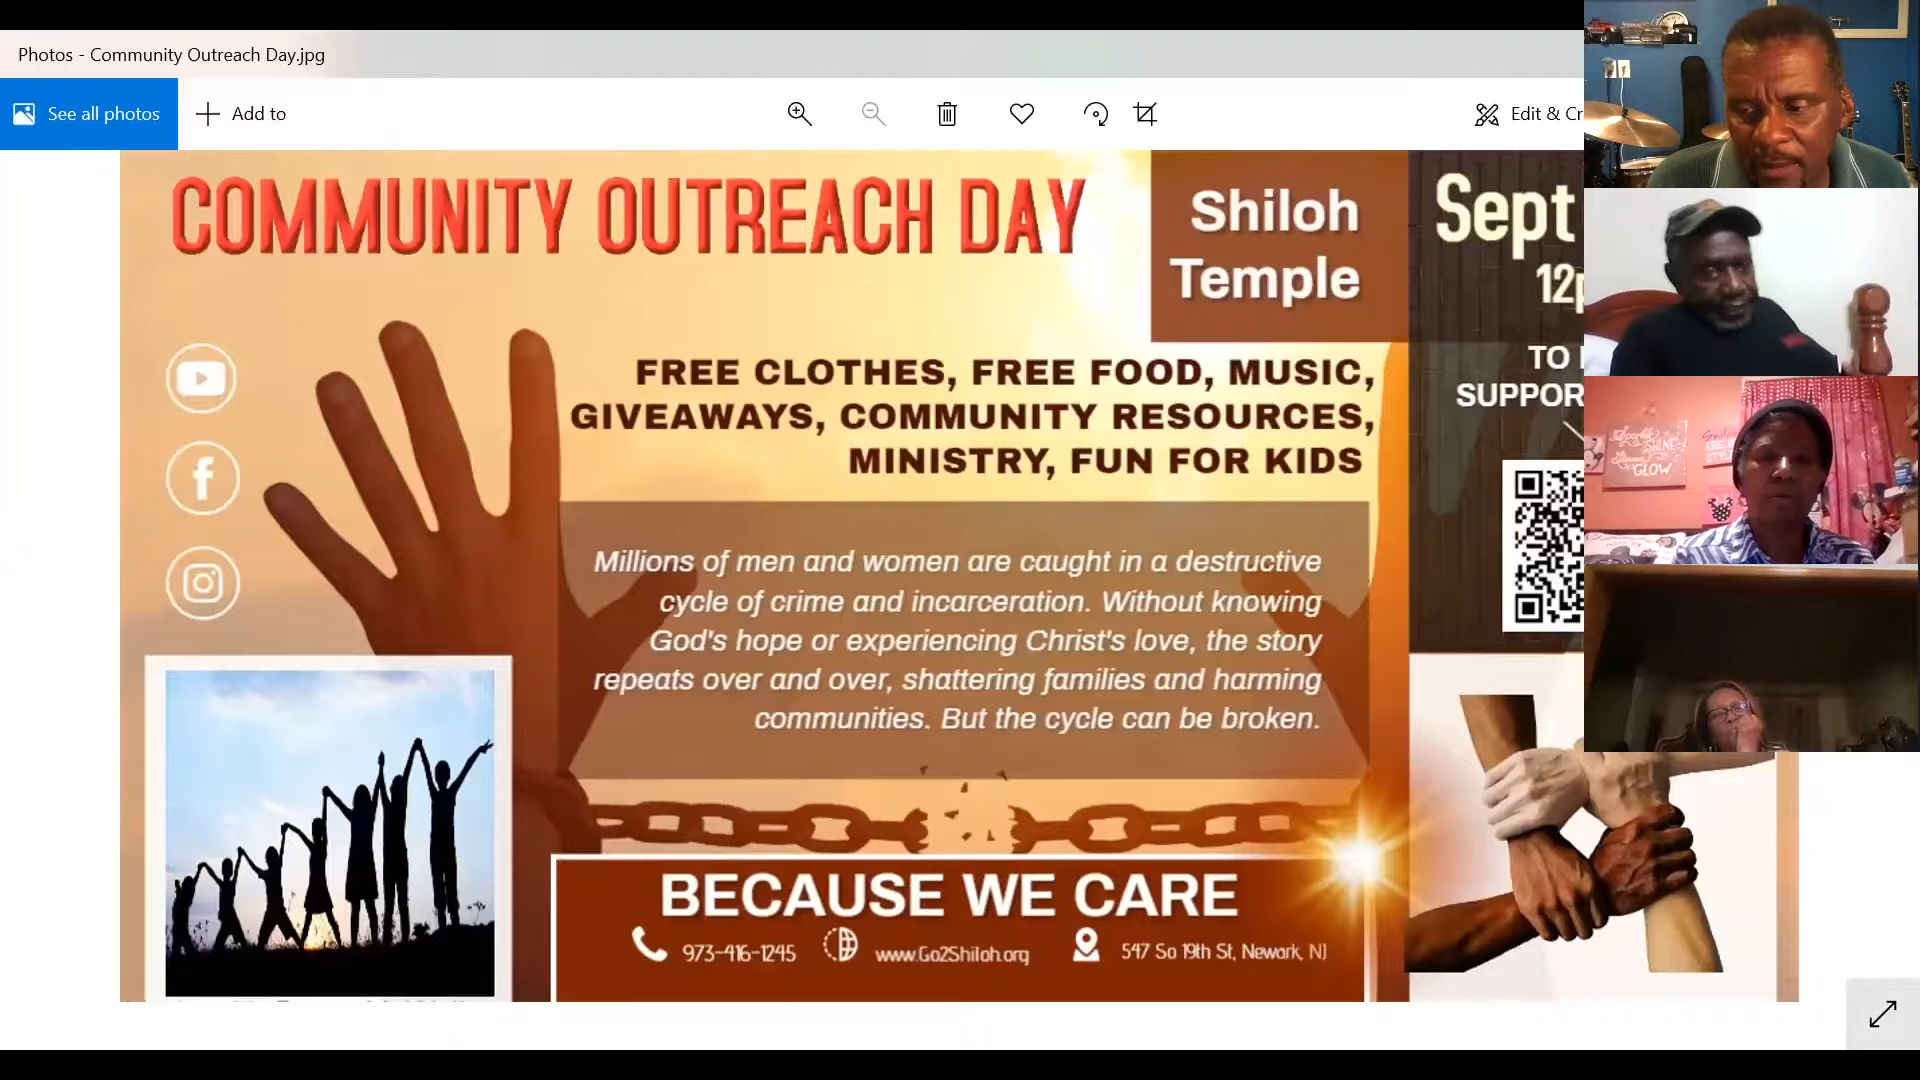 Photos - Community Outreach Day.jpg
See all photos
Add to
Edit &
COMMUNITY OUTREACH DAY
Shiloh
Temple
Sept
FREE CLOTHES, FREE FOOD, MUSIC,
GIVEAWAYS, COMMUNITY RESOURCES,
MINISTRY, FUN FOR KIDS
TO
Millions of men and women are caught in a destructive
cycle of crime and incarceration. Without knowing
God's hope or experiencing Christ's love, the story
repeats over and over, shattering families and harming
communities. But the cycle can be broken.
BECAUSE WE CARE
973-416-1245
www.Go2Shiloh.org
547 So 19th St, Newark, NJ
SHINE
GLOW